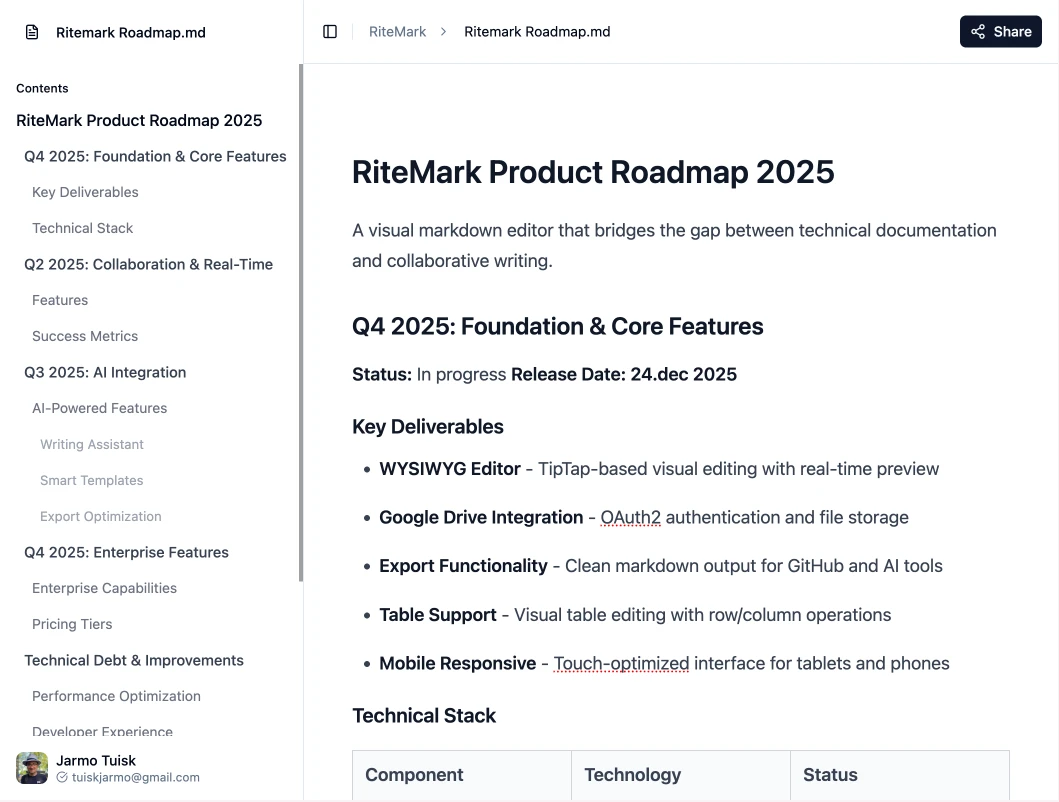 Ritemark Roadmap.md
Contents
RiteMark Product Roadmap 2025
Q4 2025: Foundation & Core Features
Key Deliverables
Technical Stack
Q2 2025: Collaboration & Real-Time
Features
Success Metrics
Q3 2025: AI Integration
AI-Powered Features
Writing Assistant
Smart Templates
Export Optimization
Q4 2025: Enterprise Features
Enterprise Capabilities
Pricing Tiers
Technical Debt & Improvements
Performance Optimization
Developer Experience
Jarmo Tuisk
tuiskjarmo@gmail.com
RiteMark > Ritemark Roadmap.md
Share
RiteMark Product Roadmap 2025
A visual markdown editor that bridges the gap between technical documentation
and collaborative writing.
Q4 2025: Foundation & Core Features
Status: In progress Release Date: 24.dec 2025
Key Deliverables
• WYSIWYG Editor - TipTap-based visual editing with real-time preview
• Google Drive Integration - OAuth2 authentication and file storage
• Export Functionality - Clean markdown output for GitHub and AI tools
• Table Support - Visual table editing with row/column operations
• Mobile Responsive - Touch-optimized interface for tablets and phones
Technical Stack
Component Technology Status